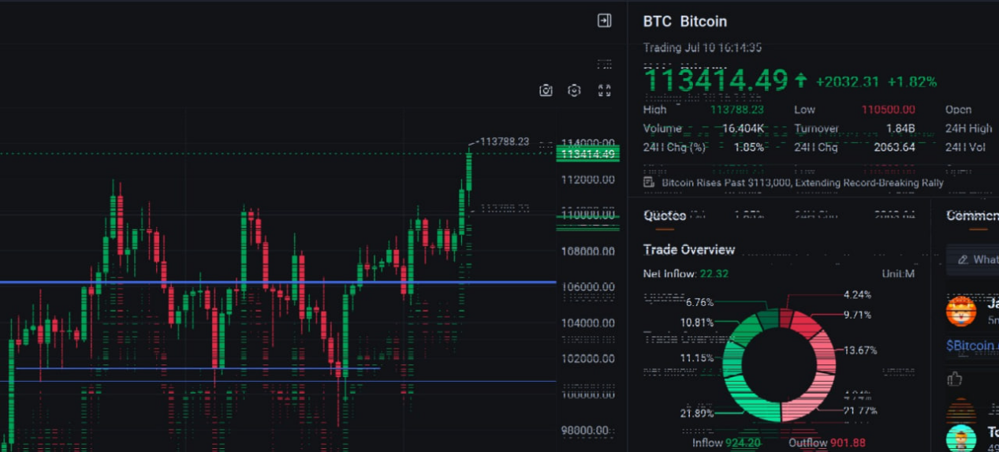 BTC Bitcoin
Trading Jul 10 16:14:35
113414.49 +2032.31 +1.82%
High 113788.23 Low 110500.00 Open
Volume 16.404K Turnover 1.84B 24H High
24H Chg (%) 1.85% 24H Chg 2063.64 24H Vol
Bitcoin Rises Past $113,000, Extending Record-Breaking Rally
113788.23
114000.00
113414.49
112000.00
110000.00
108000.00
106000.00
104000.00
102000.00
100000.00
98000.00
Quotes
Trade Overview
Net Inflow: 22.32 Unit:M
6.76% 4.24%
10.81% 9.71%
11.15% 13.67%
21.89% 21.77%
Inflow 924.20 Outflow 901.88
Commen
What
Ja
5m
$Bitcoin
To